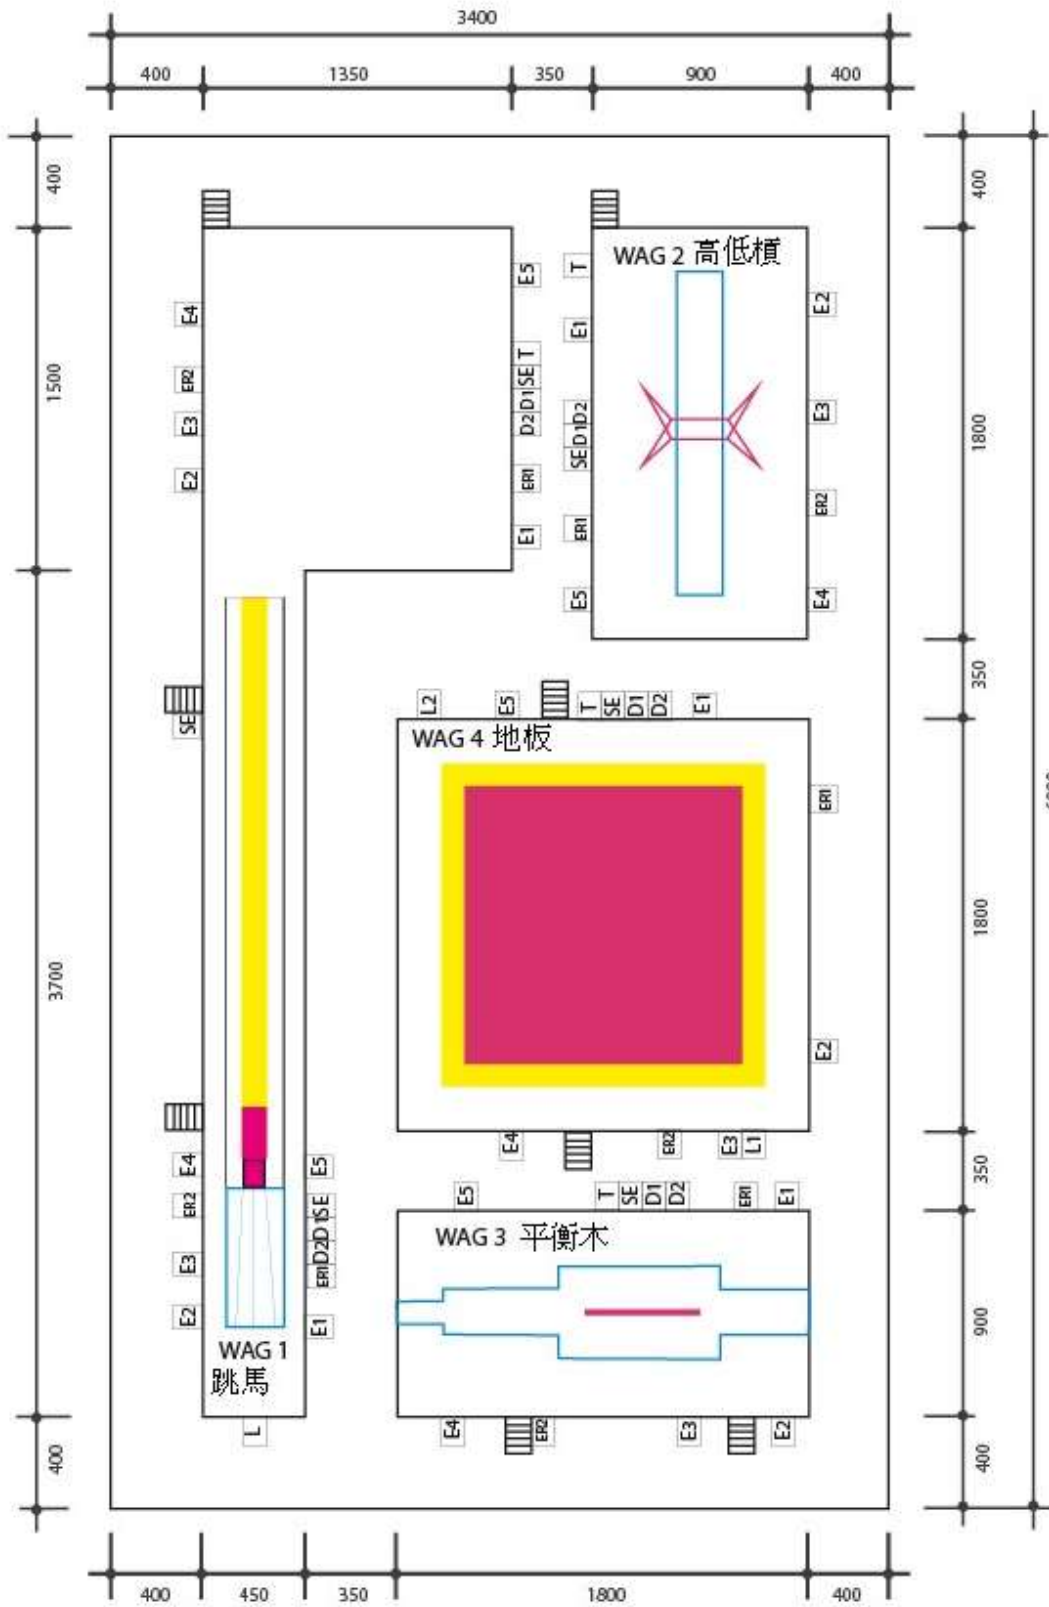 3400
400 1350 350 900 400
400
1500
3700
400
400
1800
350
1800
350
900
400
E4
ER2
E3
E2
E5
T
SE
D1
D2
ER1
E1
WAG 2 高低槓
T
E1
D2
D1
SE
ER1
E5
E2
E3
ER2
E4
SE
L2 E5 T SE D1 D2 E1
WAG 4 地板
ER1
E2
E4 ER2 E3 L1
E4
ER2
E3
E2
E5
SE
D1
D2
ER1
E1
WAG 1
跳馬
L
E5 T SE D1 D2 ER1 E1
WAG 3 平衡木
E4 ER2 E3 E2
400 450 350 1800 400